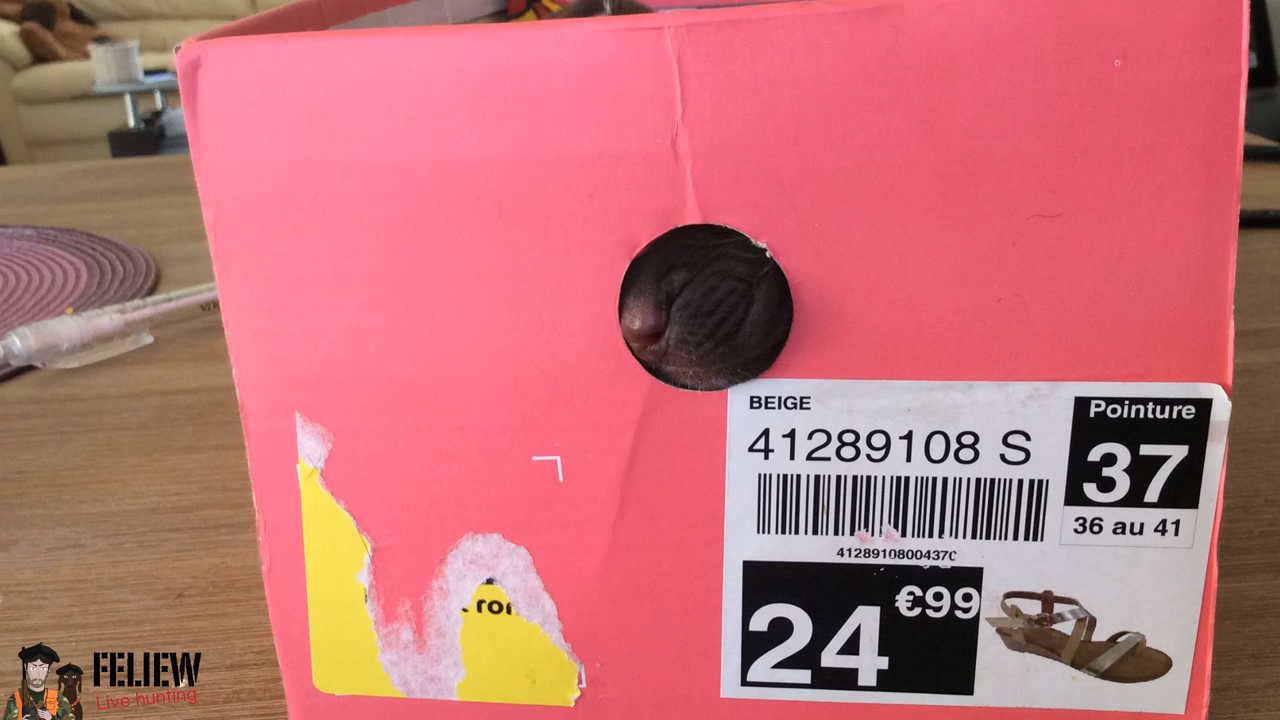 BEIGE
41289108 S
Pointure
37
36 au 41
24 €99
FELIEW
Live hunting